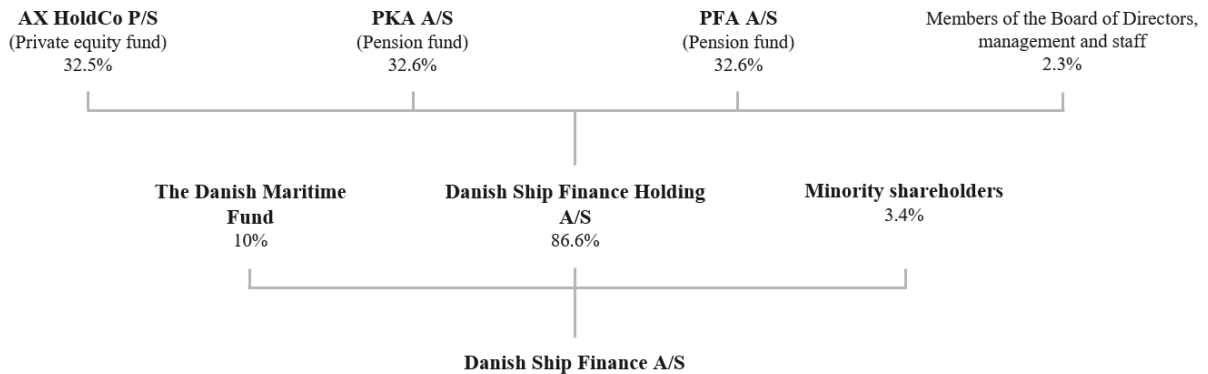 AX HoldCo P/S
(Private equity fund)
32.5%
PKA A/S
(Pension fund)
32.6%
PFA A/S
(Pension fund)
32.6%
Members of the Board of Directors,
management and staff
2.3%
The Danish Maritime
Fund
10%
Danish Ship Finance Holding
A/S
86.6%
Minority shareholders
3.4%
Danish Ship Finance A/S